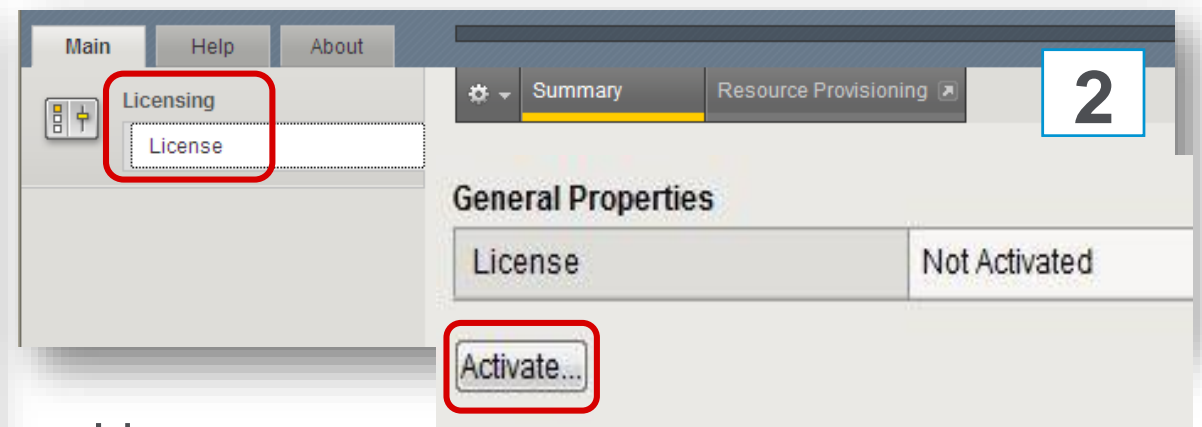 Main Help About
Licensing
License
Summary Resource Provisioning
2
General Properties
License Not Activated
Activate...